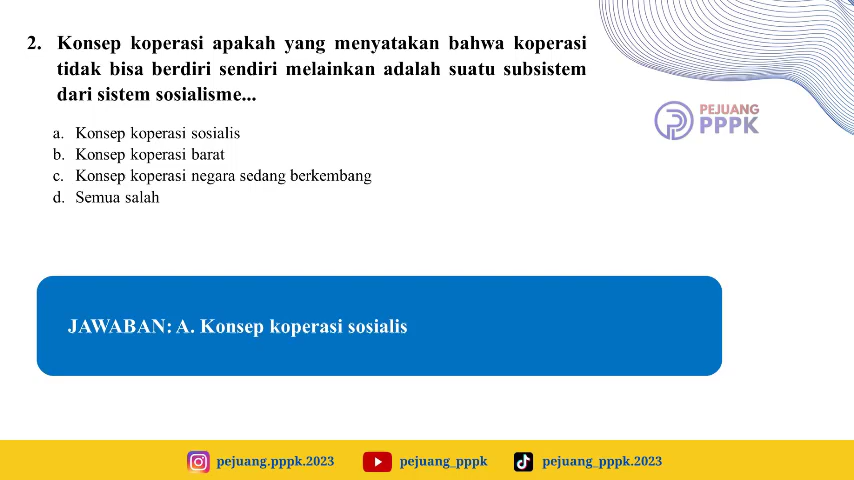 2. Konsep koperasi apakah yang menyatakan bahwa koperasi
tidak bisa berdiri sendiri melainkan adalah suatu subsistem
dari sistem sosialisme...
a. Konsep koperasi sosialis
b. Konsep koperasi barat
c. Konsep koperasi negara sedang berkembang
d. Semua salah
PEJUANG
PPPK
JAWABAN: A. Konsep koperasi sosialis
pejuang.pppk.2023 pejuang_pppk pejuang_pppk.2023